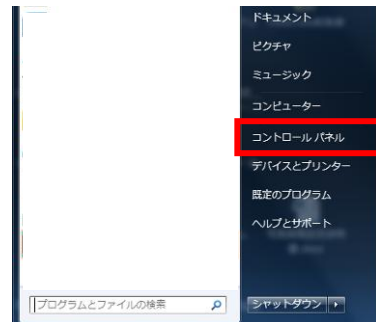 ドキュメント
ピクチャ
ミュージック
コンピューター
コントロール パネル
デバイスとプリンター
既定のプログラム
ヘルプとサポート
プログラムとファイルの検索
シャットダウン